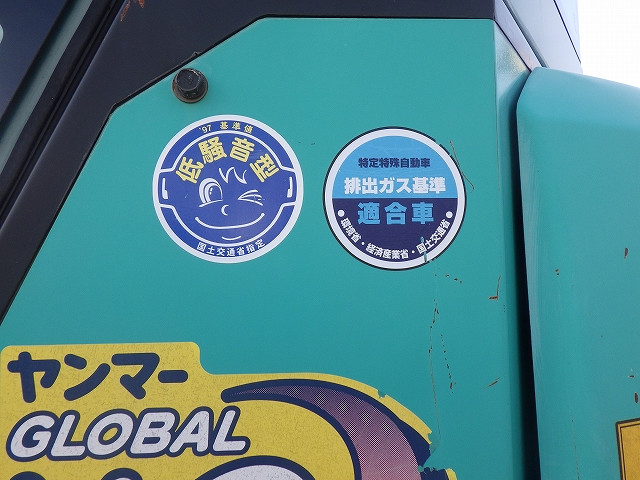 '97 基準値
低騒音型
国土交通省指定
特定特殊自動車
排出ガス基準
適合車
●環境省・経済産業省・国土交通省●
ヤンマー
GLOBAL